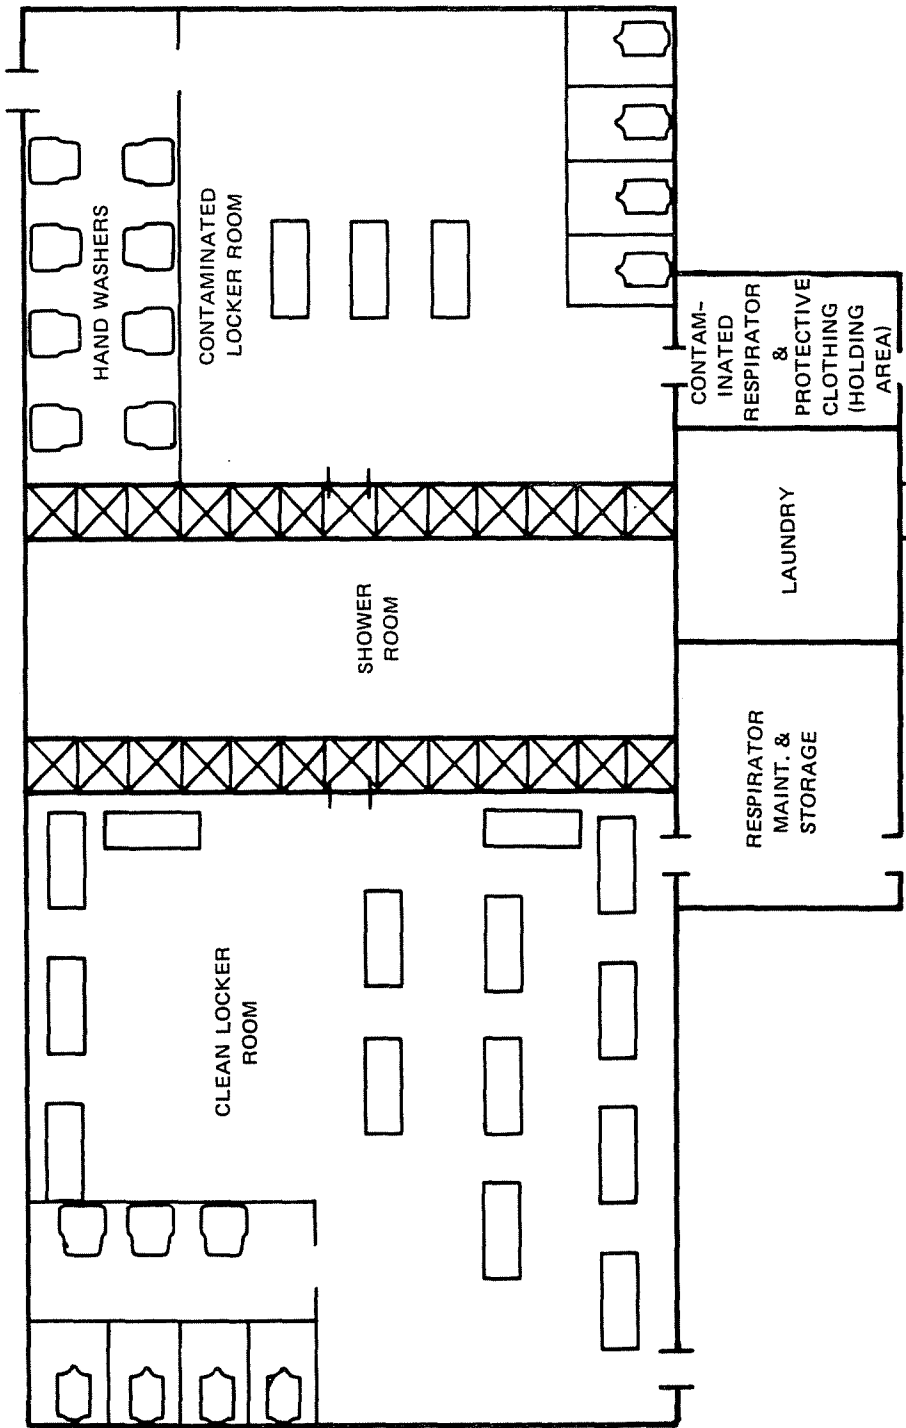 HAND WASHERS
CONTAMINATED
LOCKER ROOM
CONTAM-
INATED
RESPIRATOR
&
PROTECTIVE
CLOTHING
(HOLDING
AREA)
SHOWER
ROOM
LAUNDRY
CLEAN LOCKER
ROOM
RESPIRATOR
MAINT. &
STORAGE